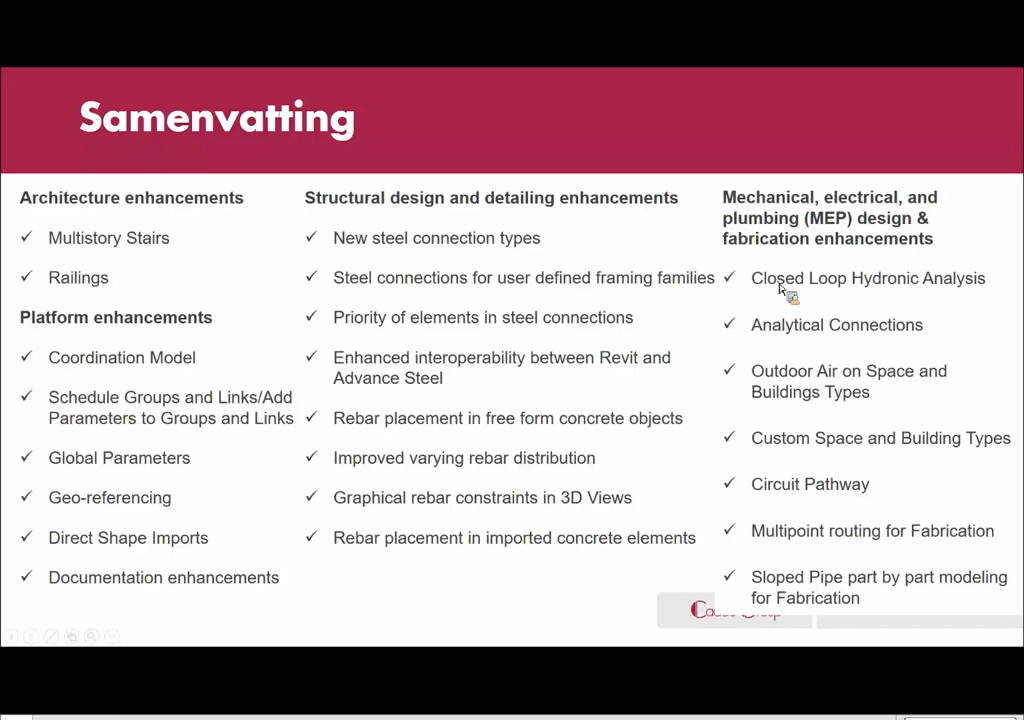 Samenvatting
Architecture enhancements
Multistory Stairs
Railings
Platform enhancements
Coordination Model
Schedule Groups and Links/Add
Parameters to Groups and Links
Global Parameters
Geo-referencing
Direct Shape Imports
Documentation enhancements
Structural design and detailing enhancements
New steel connection types
Steel connections for user defined framing families
Priority of elements in steel connections
Enhanced interoperability between Revit and
Advance Steel
Rebar placement in free form concrete objects
Improved varying rebar distribution
Graphical rebar constraints in 3D Views
Rebar placement in imported concrete elements
Mechanical, electrical, and
plumbing (MEP) design &
fabrication enhancements
Closed Loop Hydronic Analysis
Analytical Connections
Outdoor Air on Space and
Buildings Types
Custom Space and Building Types
Circuit Pathway
Multipoint routing for Fabrication
Sloped Pipe part by part modeling
for Fabrication